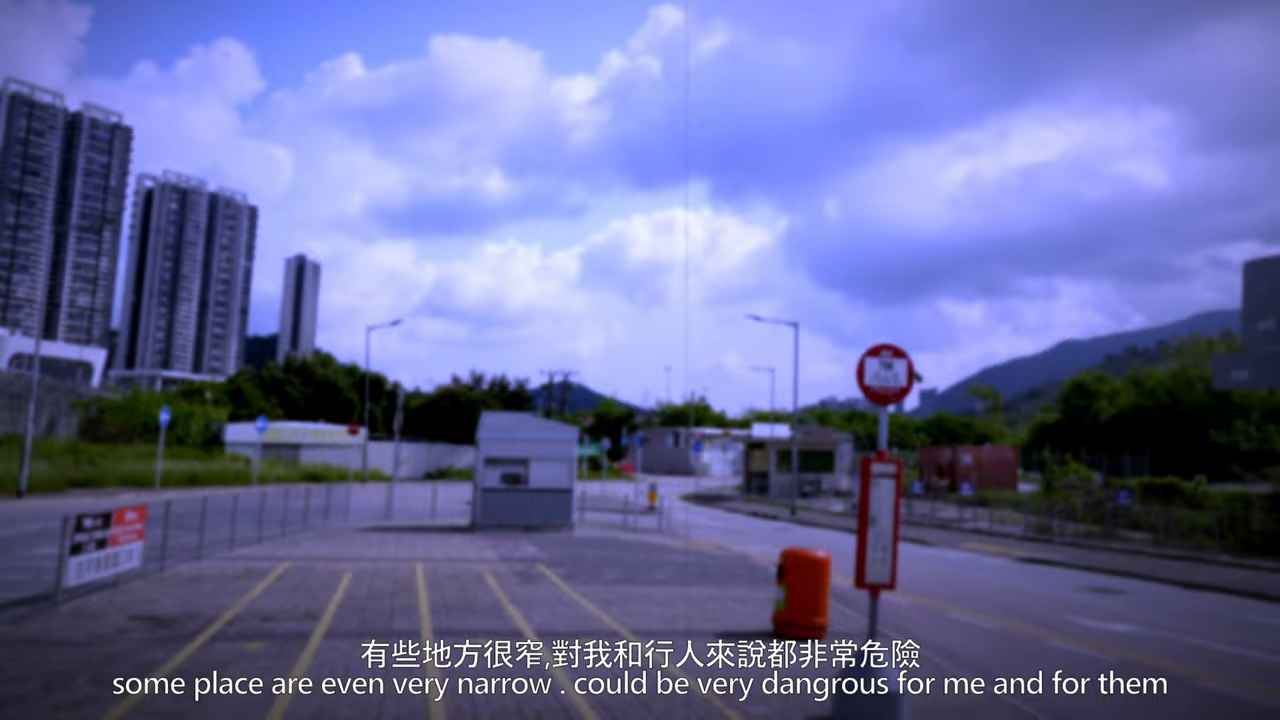 有些地方很窄,對我和行人來說都非常危險
some place are even very narrow . could be very dangrous for me and for them